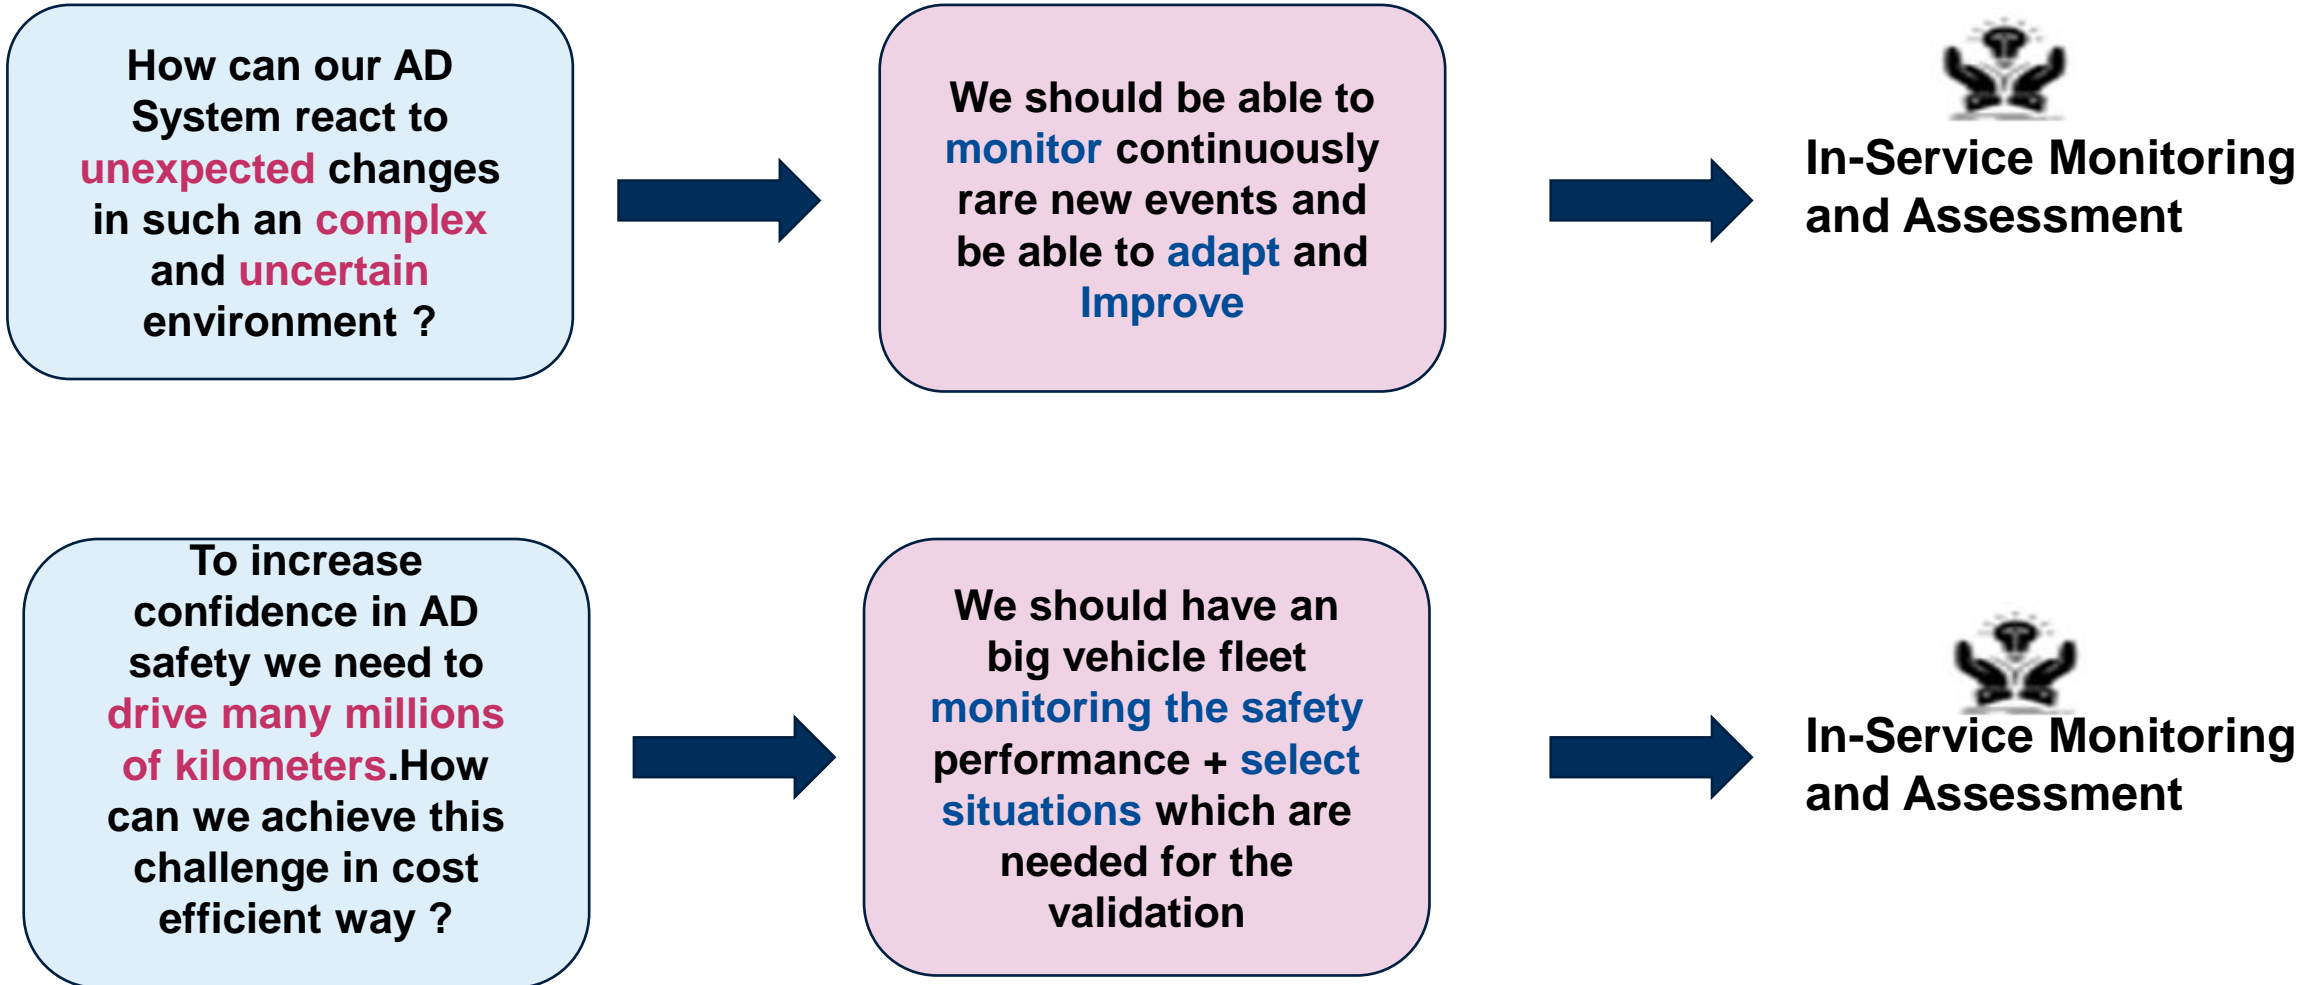 How can our AD
System react to
unexpected changes
in such an complex
and uncertain
environment ?
We should be able to
monitor continuously
rare new events and
be able to adapt and
Improve
In-Service Monitoring
and Assessment
To increase
confidence in AD
safety we need to
drive many millions
of kilometers.How
can we achieve this
challenge in cost
efficient way ?
We should have an
big vehicle fleet
monitoring the safety
performance + select
situations which are
needed for the
validation
In-Service Monitoring
and Assessment